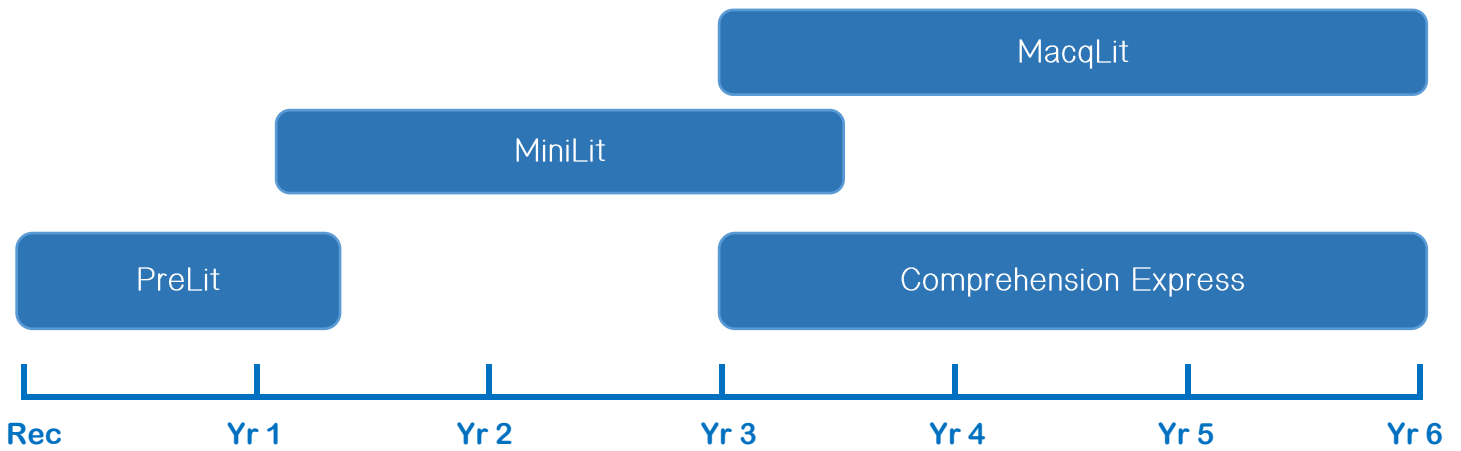 MacqLit
MiniLit
PreLit
Comprehension Express
Rec Yr 1 Yr 2 Yr 3 Yr 4 Yr 5 Yr 6